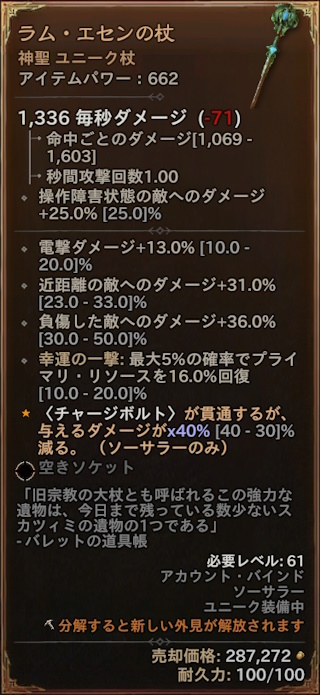 ラム・エセンの杖
神聖 ユニーク杖
アイテムパワー：662
1,336 毎秒ダメージ (-71)
命中ごとのダメージ[1,069 -
1,603]
秒間攻撃回数1.00
操作障害状態の敵へのダメージ
+25.0% [25.0]%
電撃ダメージ+13.0% [10.0 -
20.0]%
近距離の敵へのダメージ+31.0%
[23.0 - 33.0]%
負傷した敵へのダメージ+36.0%
[30.0 - 50.0]%
幸運の一撃: 最大5%の確率でプライ
マリ・リソースを16.0%回復
[10.0 - 20.0]%
〈チャージボルト〉が貫通するが、
与えるダメージがx40% [40 - 30]%
減る。（ソーサラーのみ）
空きソケット
「旧宗教の大杖とも呼ばれるこの強力な
遺物は、今日まで残っている数少ないス
カツィミの遺物の1つである」
- バレットの道具帳
必要レベル: 61
アカウント・バインド
ソーサラー
ユニーク装備中
分解すると新しい外見が解放されます
売却価格: 287,272
耐久力: 100/100